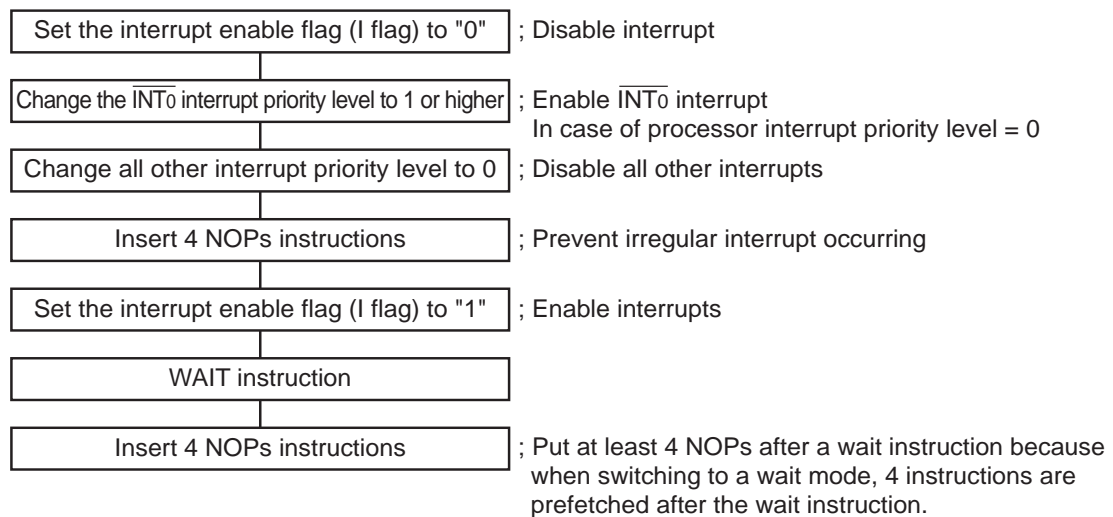 Set the interrupt enable flag (I flag) to "0" ; Disable interrupt
Change the I̅N̅T̅0̅ interrupt priority level to 1 or higher ; Enable I̅N̅T̅0̅ interrupt
In case of processor interrupt priority level = 0
Change all other interrupt priority level to 0 ; Disable all other interrupts
Insert 4 NOPs instructions ; Prevent irregular interrupt occurring
Set the interrupt enable flag (I flag) to "1" ; Enable interrupts
WAIT instruction
Insert 4 NOPs instructions ; Put at least 4 NOPs after a wait instruction because
when switching to a wait mode, 4 instructions are
prefetched after the wait instruction.